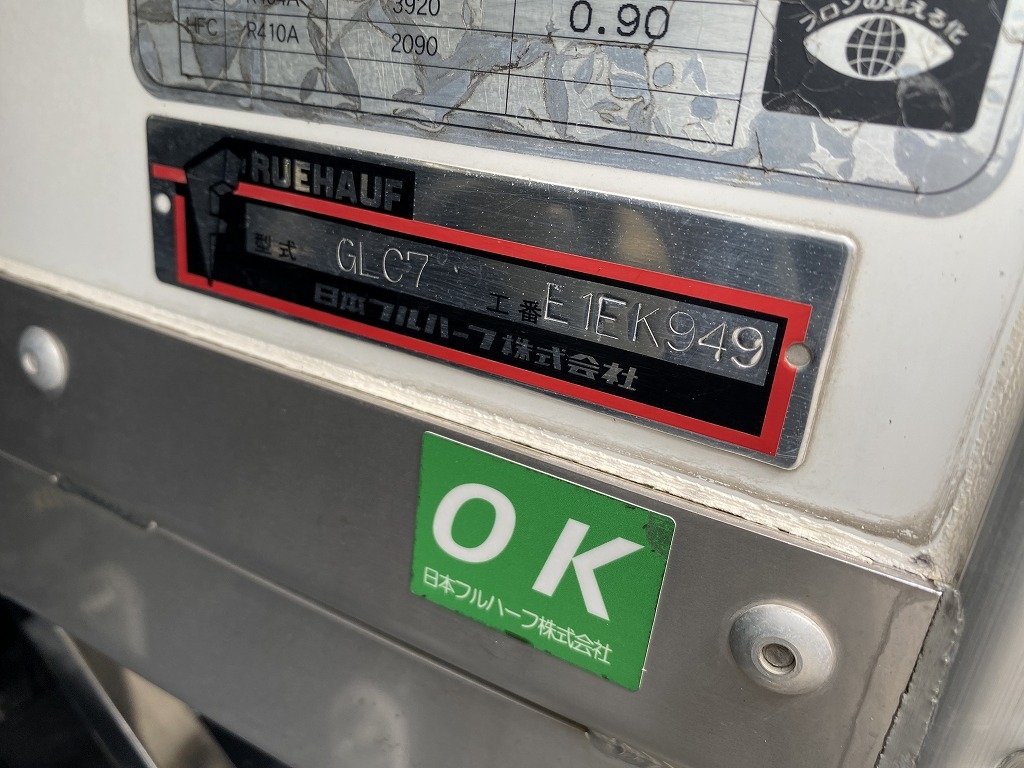 3920
0.90
HFC R410A 2090
フロンの見える化
FRUEHAUF
型式 GLC7 工番 E1EK949
日本フルハーフ株式会社
OK
日本フルハーフ株式会社